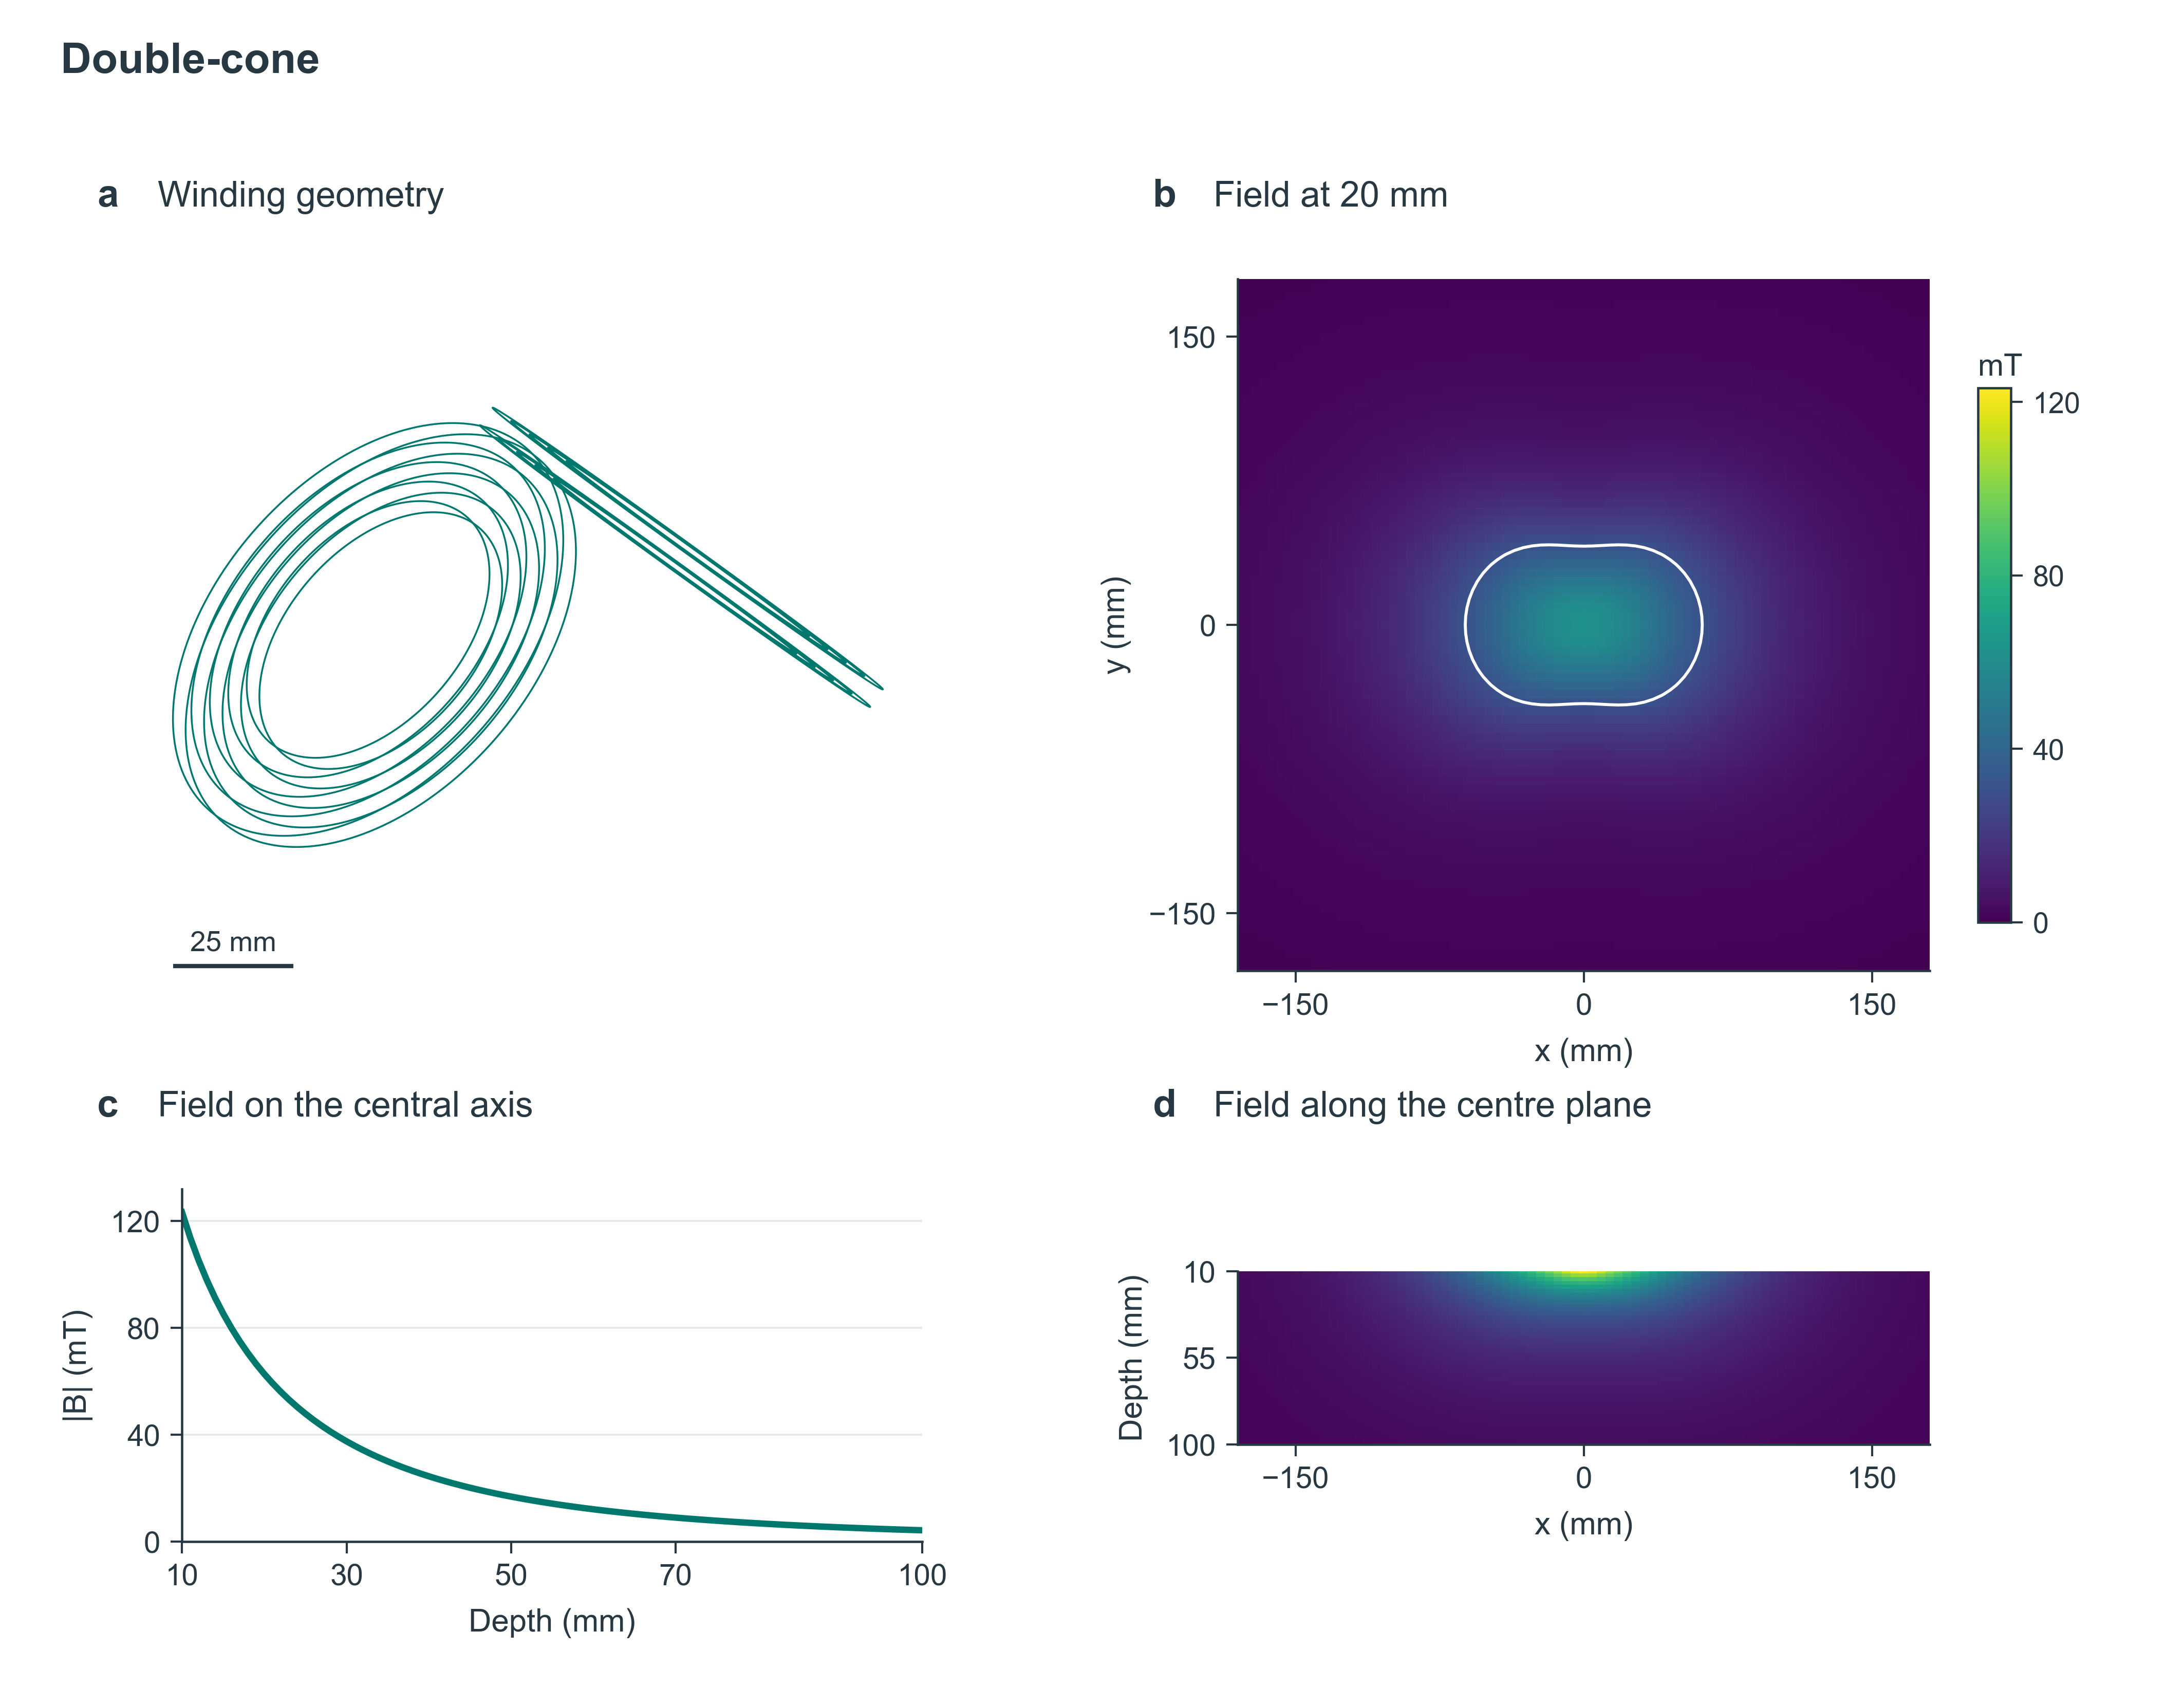 Double-cone
a Winding geometry
25 mm
b Field at 20 mm
150
0
−150
y (mm)
−150 0 150
x (mm)
mT
120
80
40
0
c Field on the central axis
120
80
40
0
|B| (mT)
10 30 50 70 100
Depth (mm)
d Field along the centre plane
10
55
100
Depth (mm)
−150 0 150
x (mm)